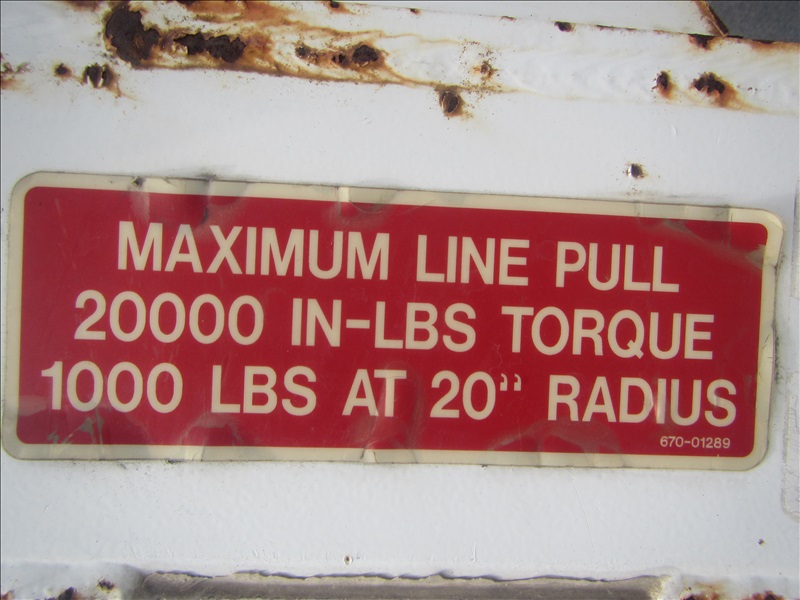 MAXIMUM LINE PULL
20000 IN-LBS TORQUE
1000 LBS AT 20" RADIUS
670-01289